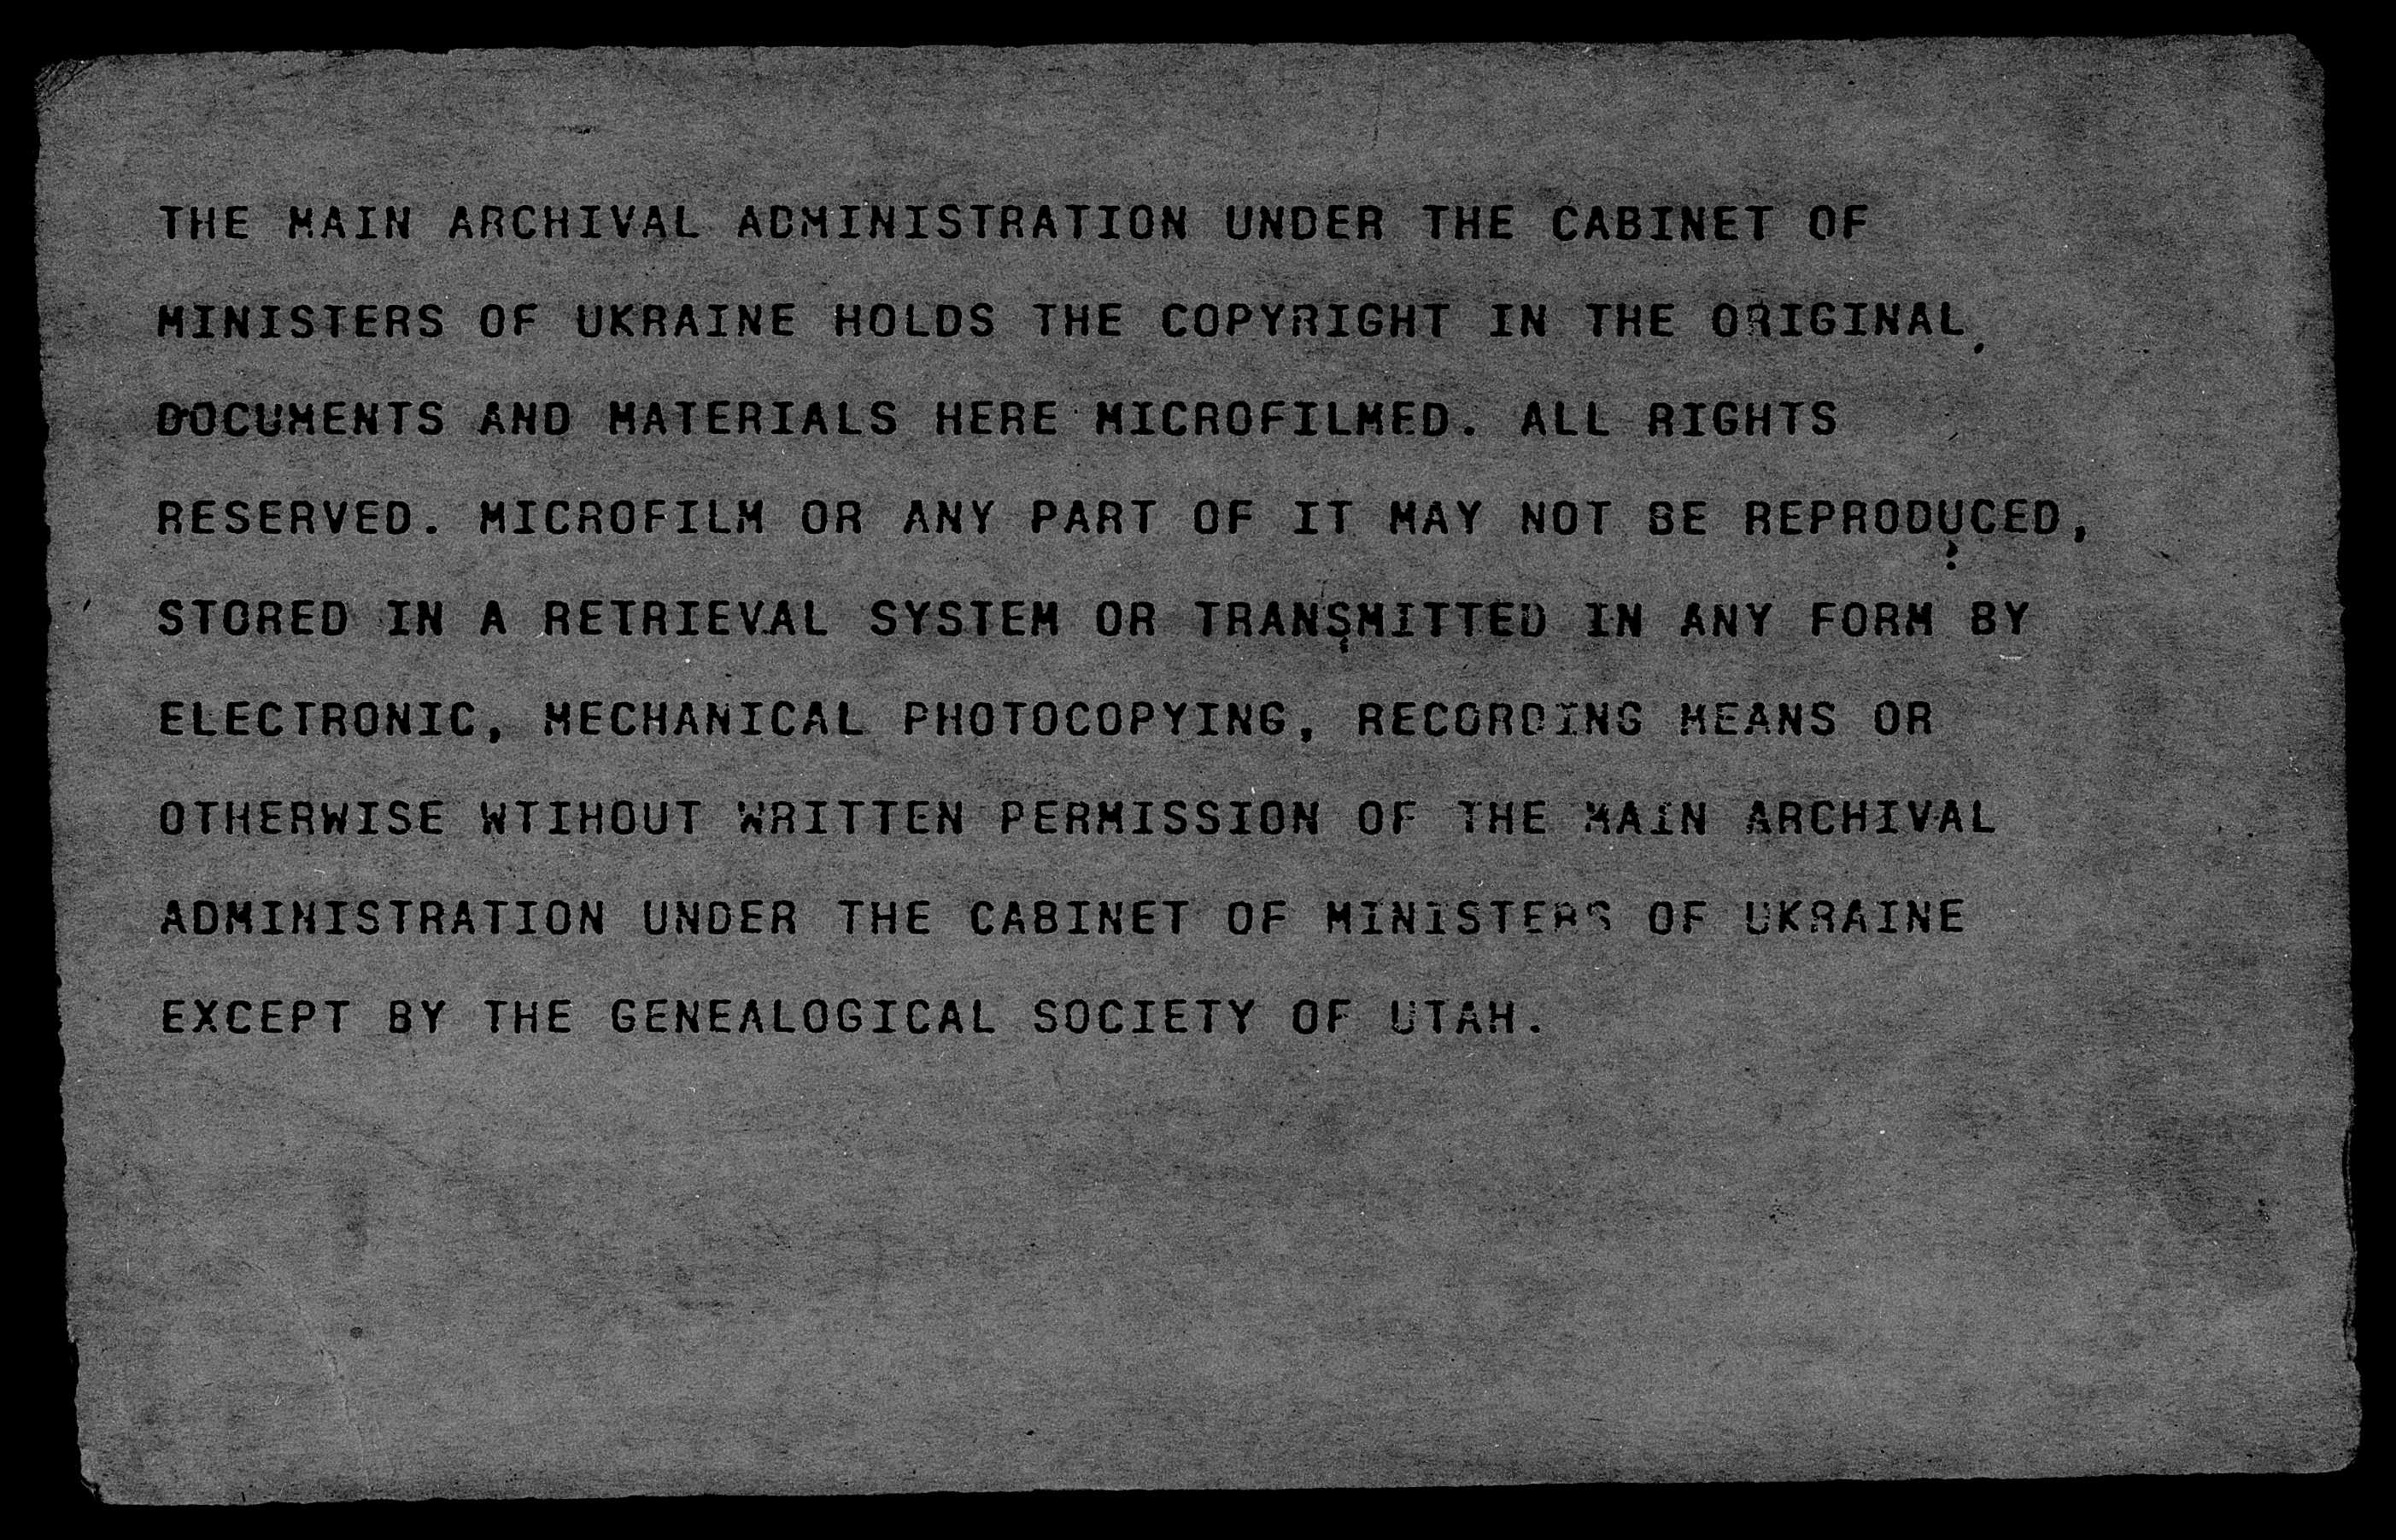 THE MAIN ARCHIVAL ADMINISTRATION UNDER THE CABINET OF
MINISTERS OF UKRAINE HOLDS THE COPYRIGHT IN THE ORIGINAL
DOCUMENTS AND MATERIALS HERE MICROFILMED. ALL RIGHTS
RESERVED. MICROFILM OR ANY PART OF IT MAY NOT BE REPRODUCED,
STORED IN A RETRIEVAL SYSTEM OR TRANSMITTED IN ANY FORM BY
ELECTRONIC, MECHANICAL PHOTOCOPYING, RECORDING MEANS OR
OTHERWISE WTIHOUT WRITTEN PERMISSION OF THE MAIN ARCHIVAL
ADMINISTRATION UNDER THE CABINET OF MINISTERS OF UKRAINE
EXCEPT BY THE GENEALOGICAL SOCIETY OF UTAH.